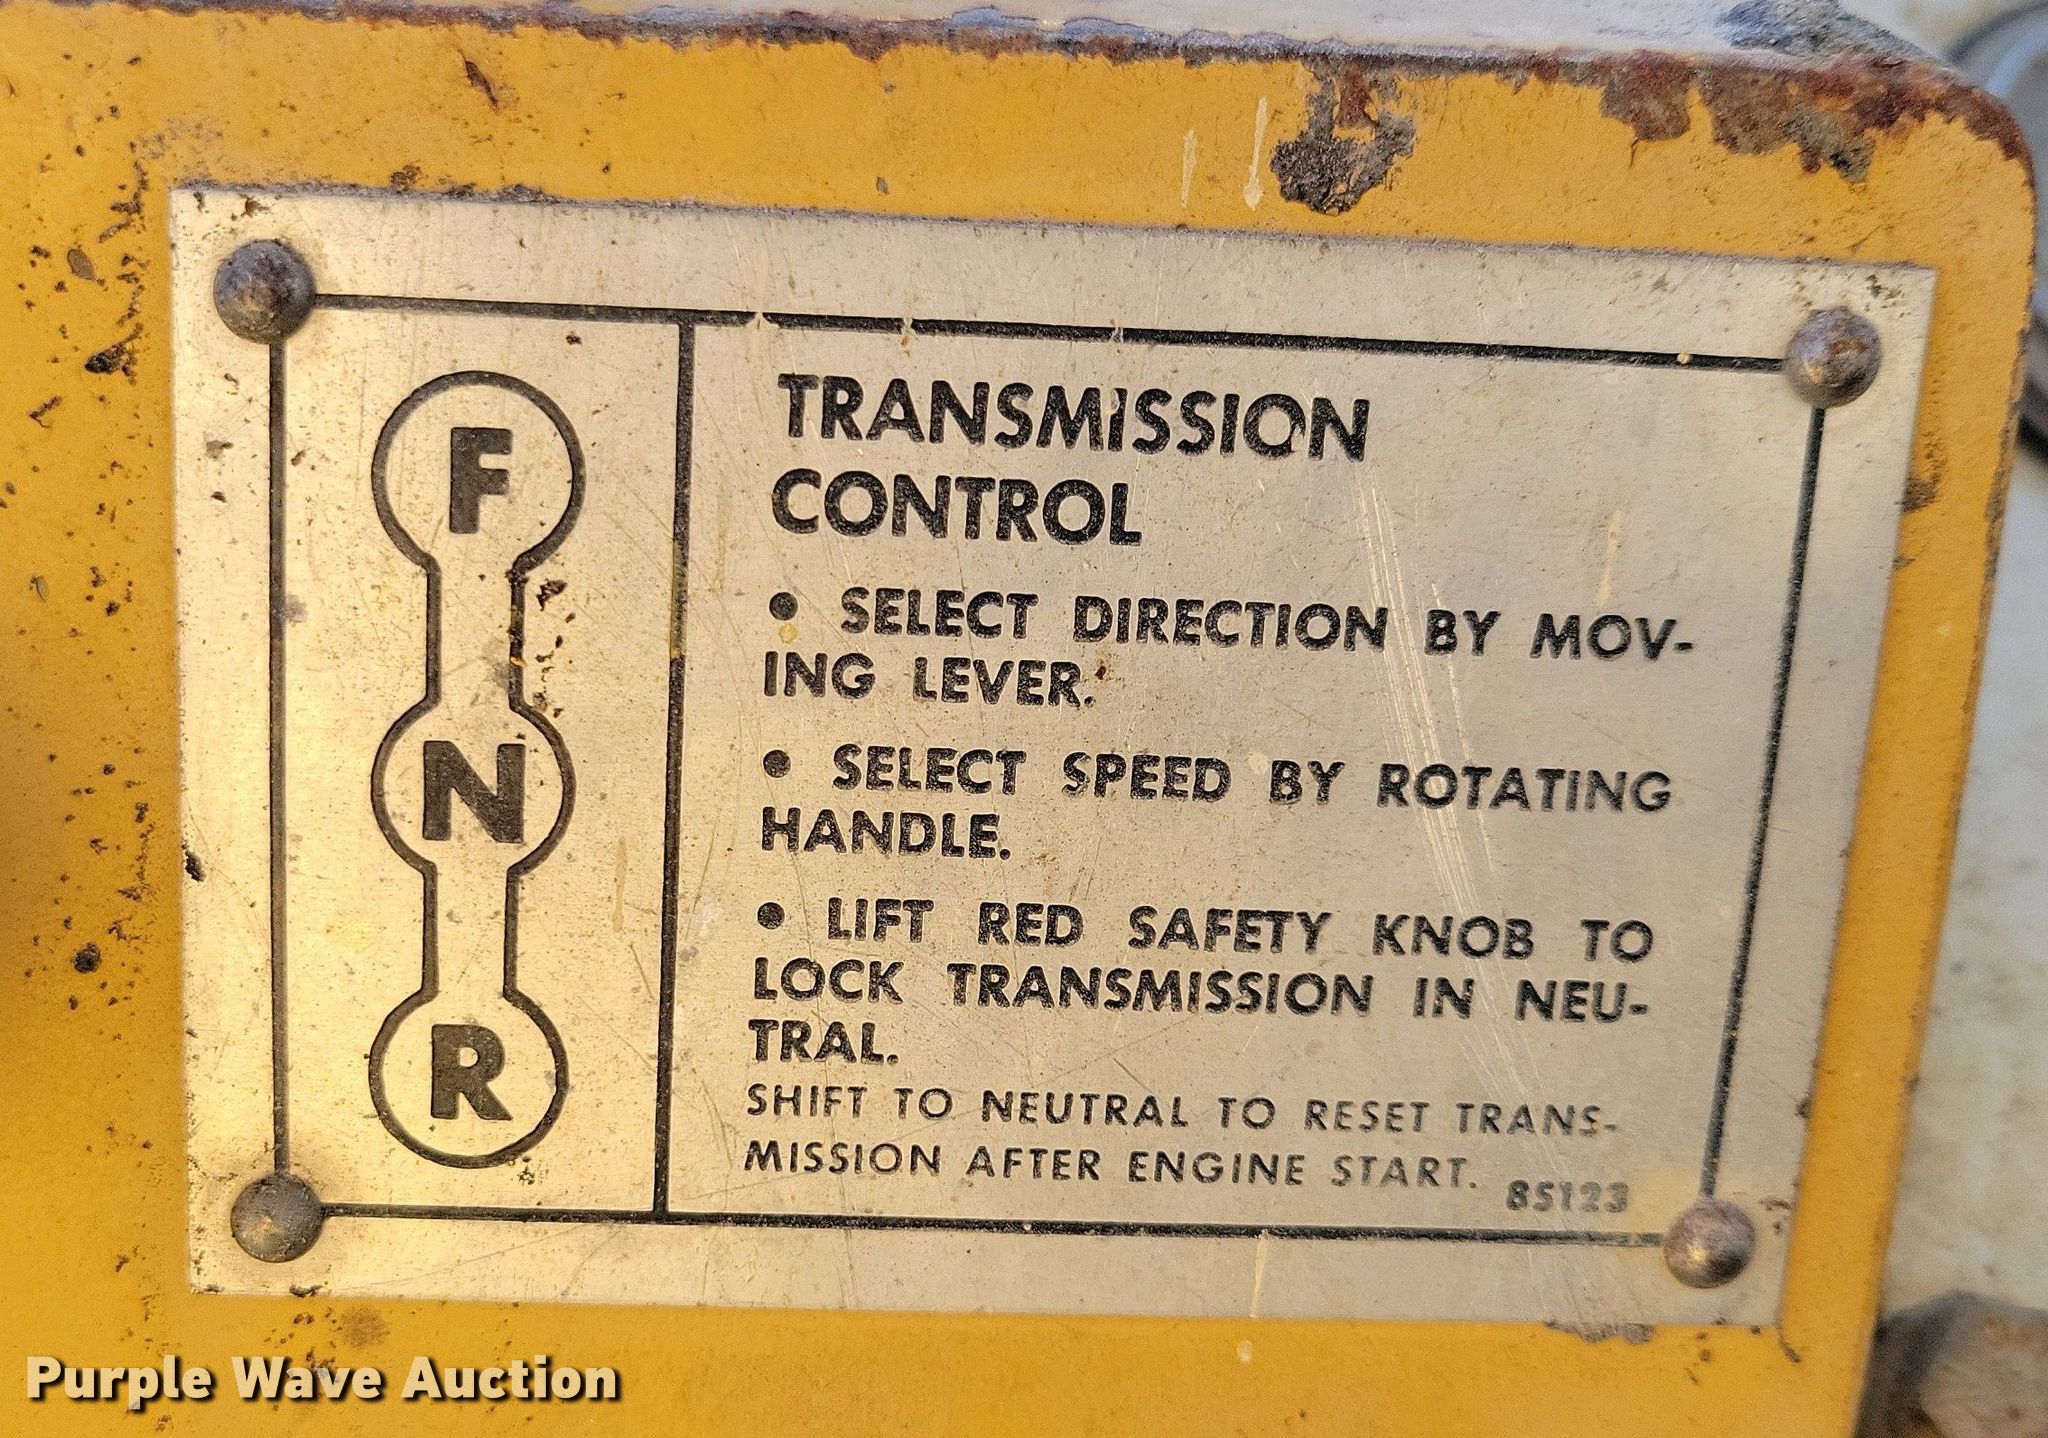 F
N
R
TRANSMISSION
CONTROL
• SELECT DIRECTION BY MOV-
ING LEVER.
• SELECT SPEED BY ROTATING
HANDLE.
• LIFT RED SAFETY KNOB TO
LOCK TRANSMISSION IN NEU-
TRAL.
SHIFT TO NEUTRAL TO RESET TRANS-
MISSION AFTER ENGINE START.
85123
Purple Wave Auction